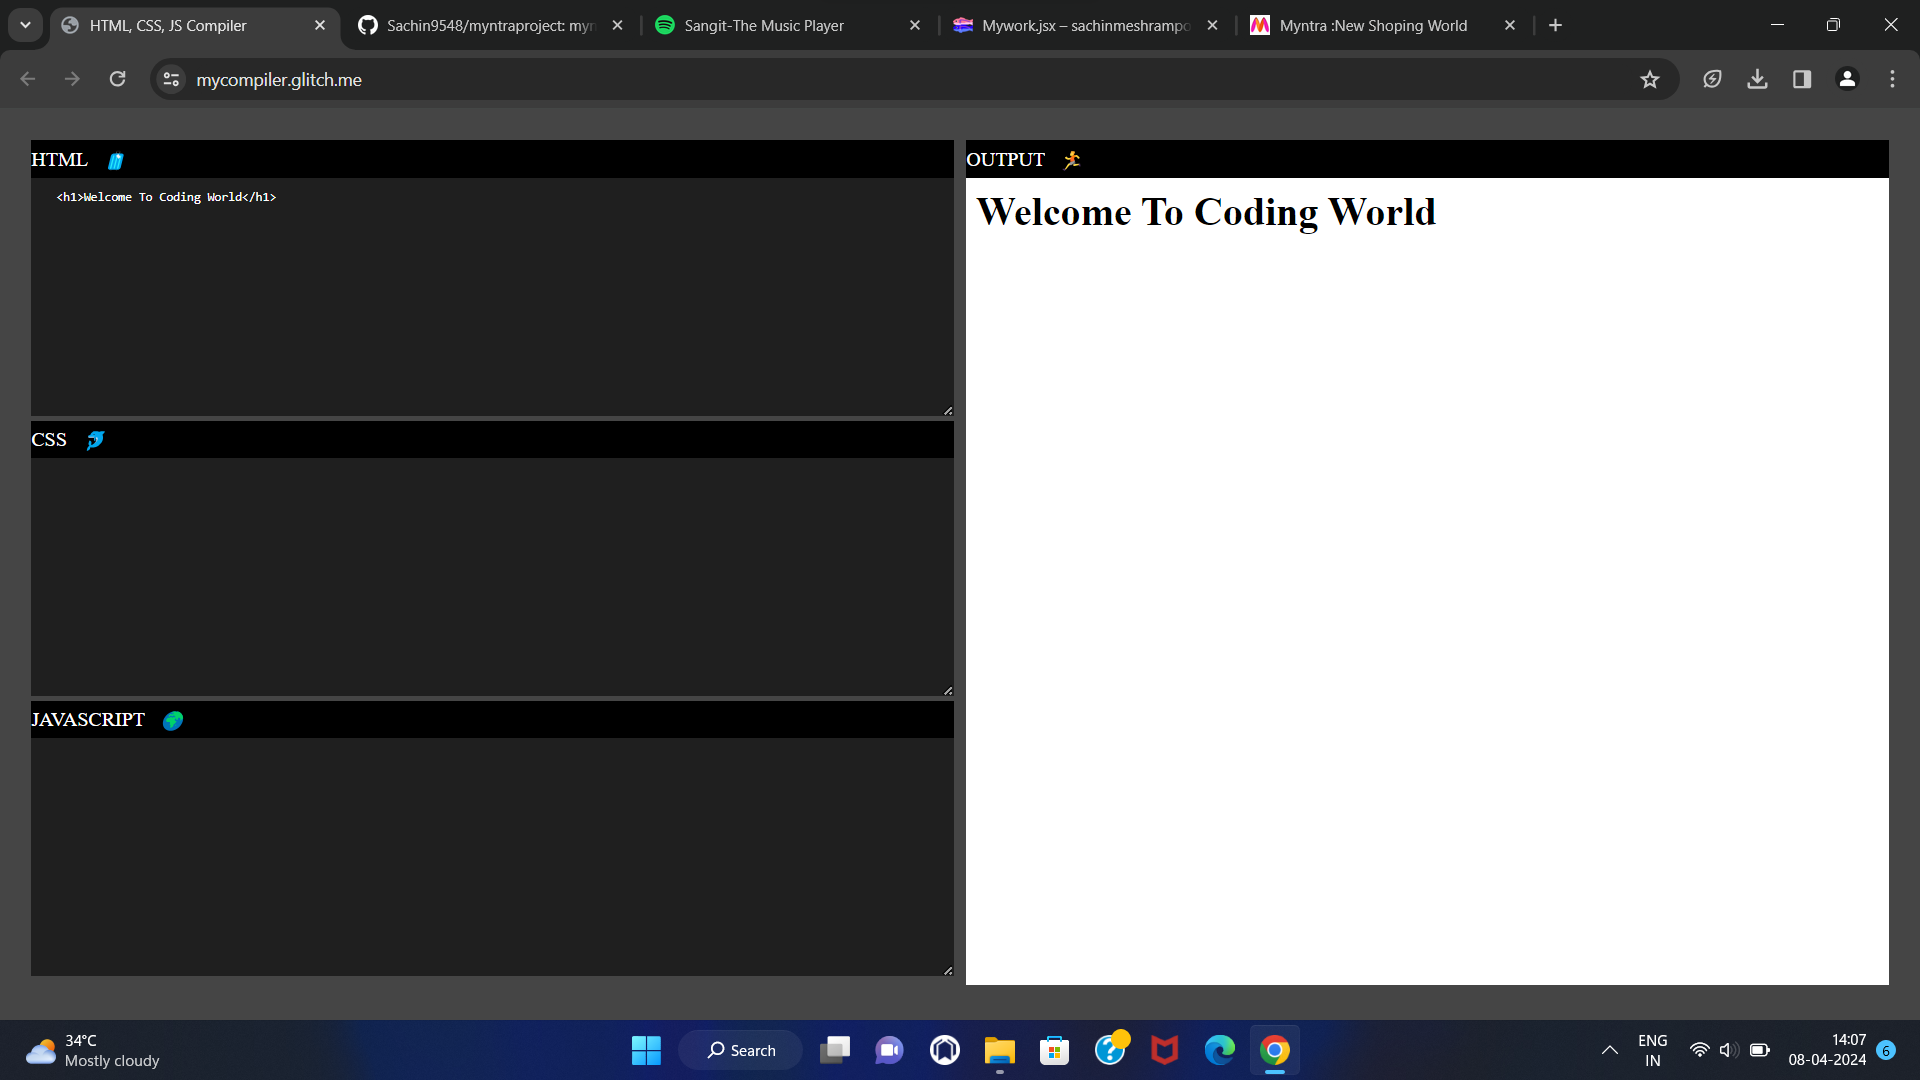 HTML, CSS, JS Compiler
Sachin9548/myntraproject: myn
Sangit-The Music Player
Mywork.jsx – sachinmeshrampo
Myntra :New Shoping World
mycompiler.glitch.me
HTML
<h1>Welcome To Coding World</h1>
CSS
JAVASCRIPT
OUTPUT
Welcome To Coding World
34°C
Mostly cloudy
Search
ENG
IN
14:07
08-04-2024
6